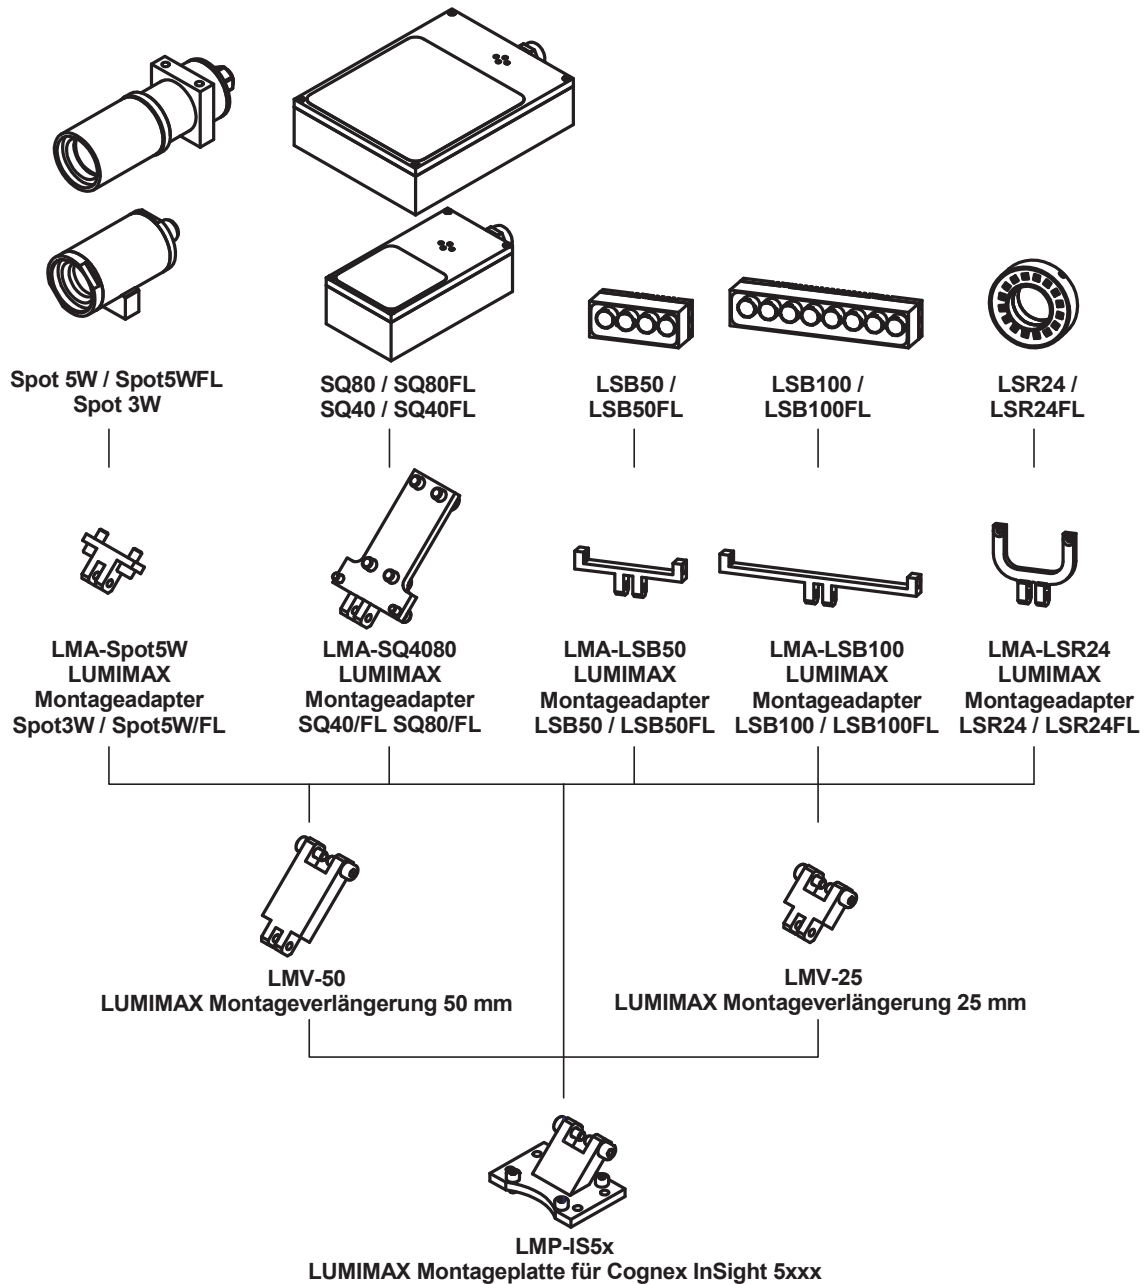 Spot 5W / Spot5WFL
Spot 3W
SQ80 / SQ80FL
SQ40 / SQ40FL
LSB50 /
LSB50FL
LSB100 /
LSB100FL
LSR24 /
LSR24FL
LMA-Spot5W
LUMIMAX
Montageadapter
Spot3W / Spot5W/FL
LMA-SQ4080
LUMIMAX
Montageadapter
SQ40/FL SQ80/FL
LMA-LSB50
LUMIMAX
Montageadapter
LSB50 / LSB50FL
LMA-LSB100
LUMIMAX
Montageadapter
LSB100 / LSB100FL
LMA-LSR24
LUMIMAX
Montageadapter
LSR24 / LSR24FL
LMV-50
LUMIMAX Montageverlängerung 50 mm
LMV-25
LUMIMAX Montageverlängerung 25 mm
LMP-IS5x
LUMIMAX Montageplatte für Cognex InSight 5xxx